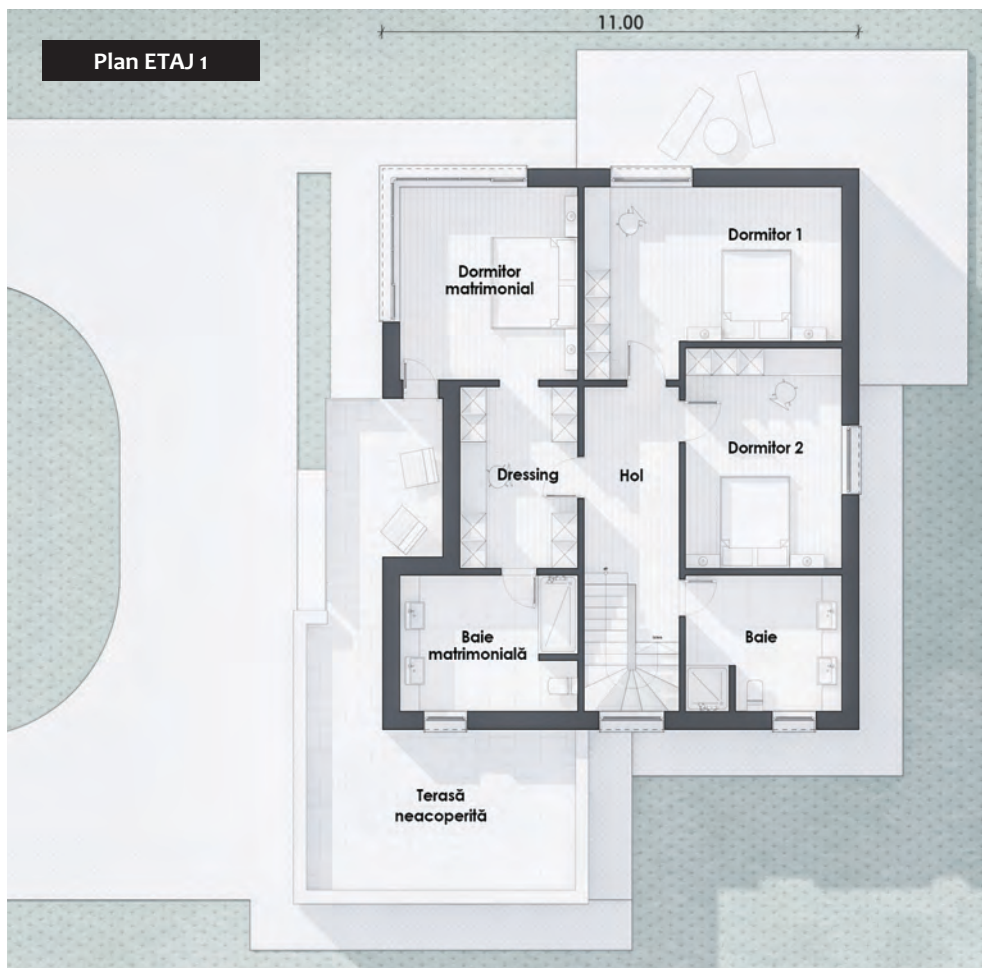 11.00
Plan ETAJ 1
Dormitor 1
Dormitor
matrimonial
Dormitor 2
Dressing
Hol
Baie
matrimonială
Baie
Terasă
neacoperită